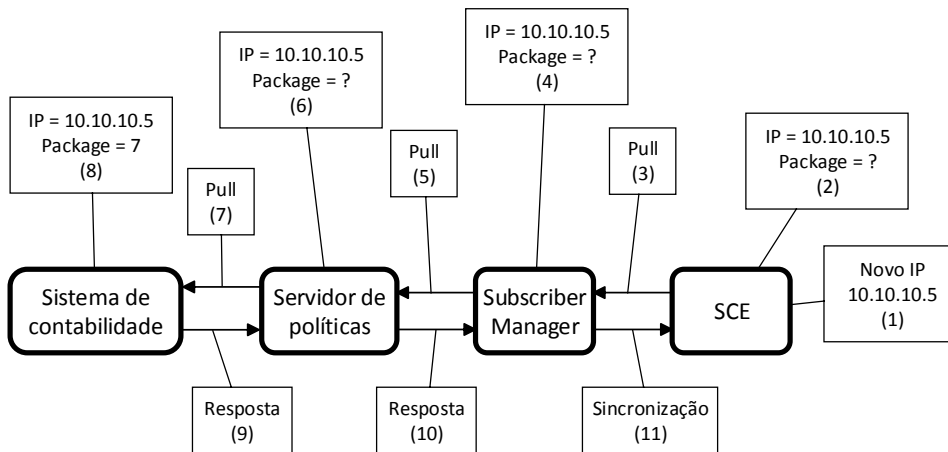 IP = 10.10.10.5
Package = ?
(6)
IP = 10.10.10.5
Package = ?
(4)
IP = 10.10.10.5
Package = 7
(8)
Pull
(7)
Pull
(5)
Pull
(3)
IP = 10.10.10.5
Package = ?
(2)
Sistema de
contabilidade
Servidor de
políticas
Subscriber
Manager
SCE
Novo IP
10.10.10.5
(1)
Resposta
(9)
Resposta
(10)
Sincronização
(11)